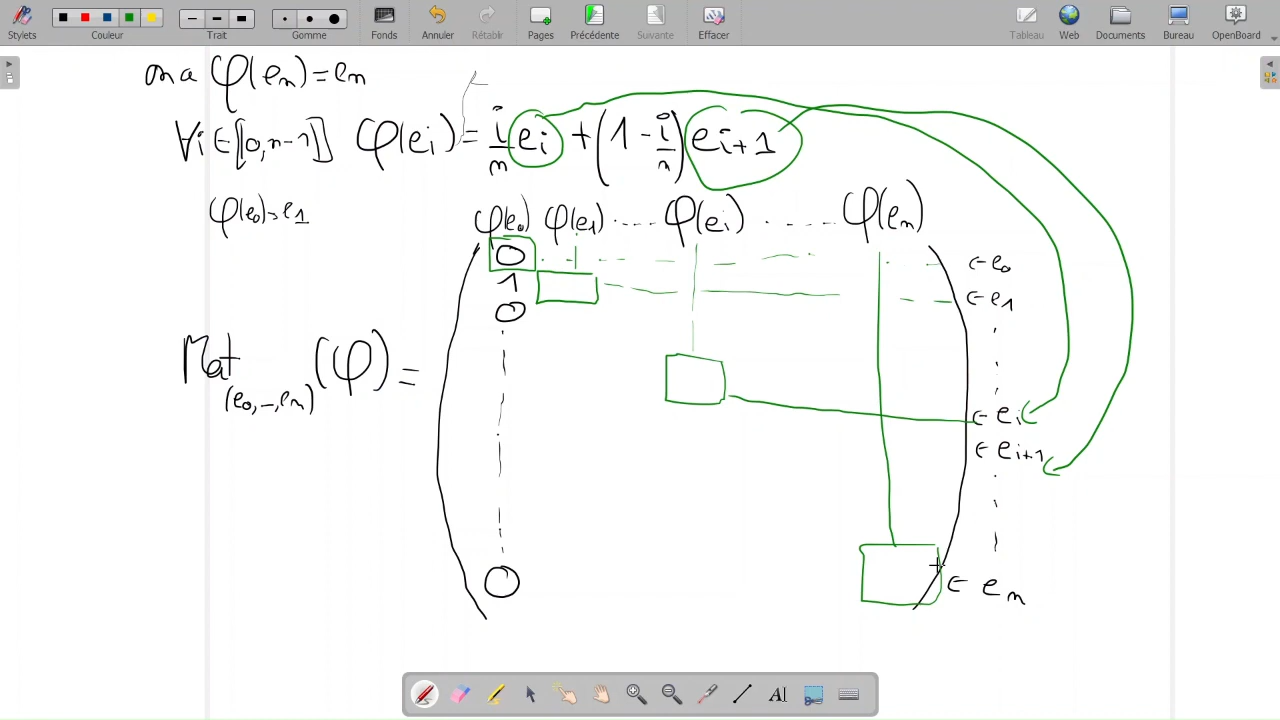 Stylets Couleur Trait Gomme Fonds Annuler Rétablir Pages Précédente Suivante Effacer Tableau Web Documents Bureau OpenBoard
on a φ(en) = en
∀i ∈ [[0, n-1]] φ(ei) = i/n ei + (1 - i/n) ei+1
φ(e0) = e1
φ(e0) φ(e1) ..... φ(ei) ..... φ(en)
0 ← e0
1 ← e1
0
Mat(e0, -, en) (φ) =
← ei
← ei+1
0 ← en
AI